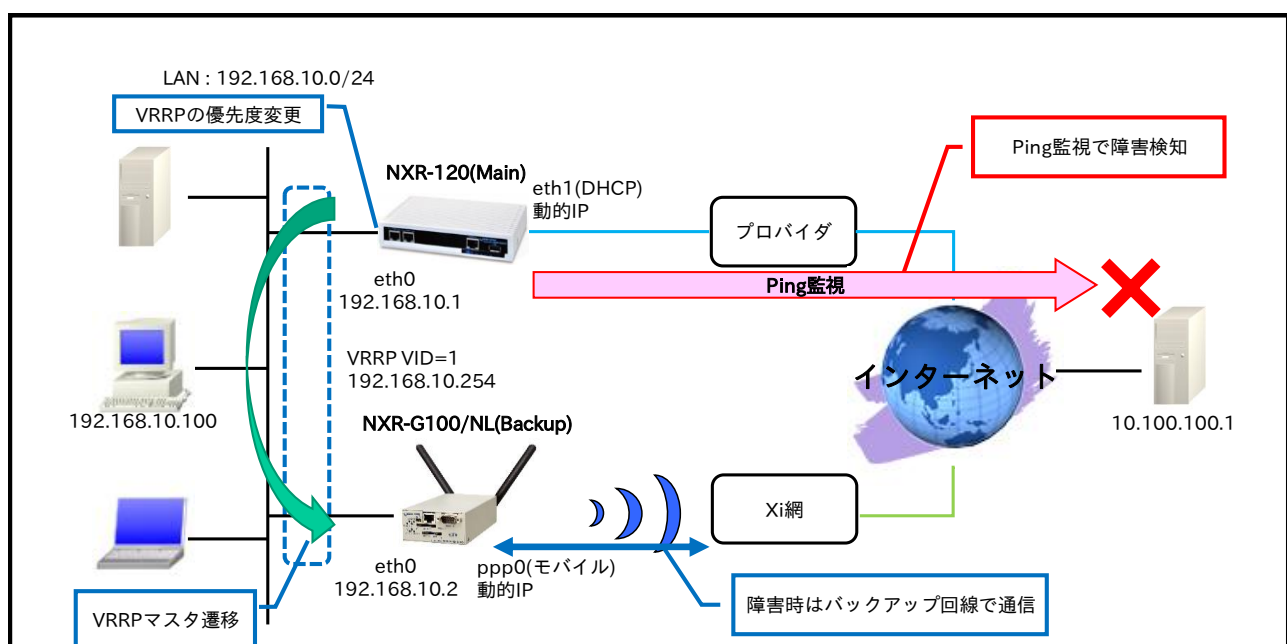 LAN : 192.168.10.0/24
VRRPの優先度変更
Ping監視で障害検知
NXR-120(Main)
eth1(DHCP)
動的IP
プロバイダ
eth0
192.168.10.1
Ping監視
VRRP VID=1
192.168.10.254
インターネット
192.168.10.100
10.100.100.1
NXR-G100/NL(Backup)
Xi網
eth0
192.168.10.2
ppp0(モバイル)
動的IP
VRRPマスタ遷移
障害時はバックアップ回線で通信